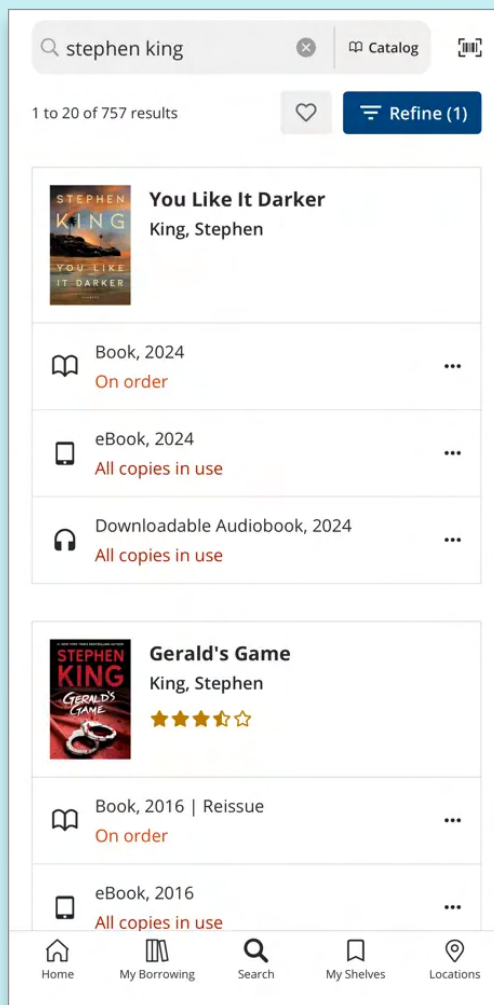 stephen king
Catalog
1 to 20 of 757 results
Refine (1)
STEPHEN
KING
YOU LIKE
IT DARKER
You Like It Darker
King, Stephen
Book, 2024
On order
eBook, 2024
All copies in use
Downloadable Audiobook, 2024
All copies in use
STEPHEN
KING
GERALD'S
GAME
Gerald's Game
King, Stephen
Book, 2016 | Reissue
On order
eBook, 2016
All copies in use
Home
My Borrowing
Search
My Shelves
Locations